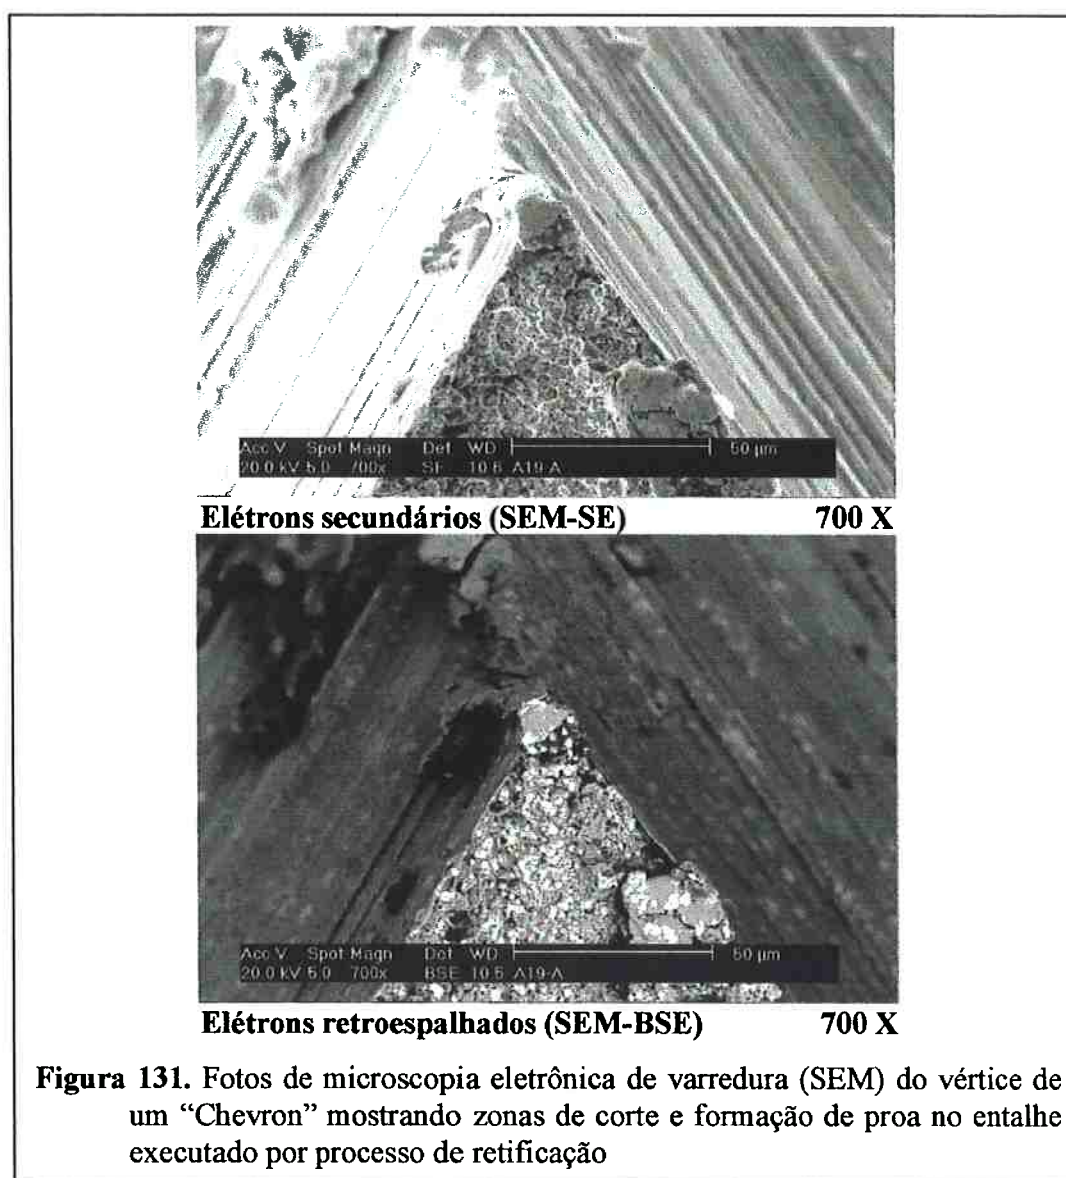 Acc V Spot Magn Det WD 50 µm
20.0 kV 5.0 700x SE 10.6 A19-A
Elétrons secundários (SEM-SE) 700 X
Acc V Spot Magn Det WD 50 µm
20.0 kV 5.0 700x BSE 10.5 A19-A
Elétrons retroespalhados (SEM-BSE) 700 X
Figura 131. Fotos de microscopia eletrônica de varredura (SEM) do vértice de
um “Chevron” mostrando zonas de corte e formação de proa no entalhe
executado por processo de retificação